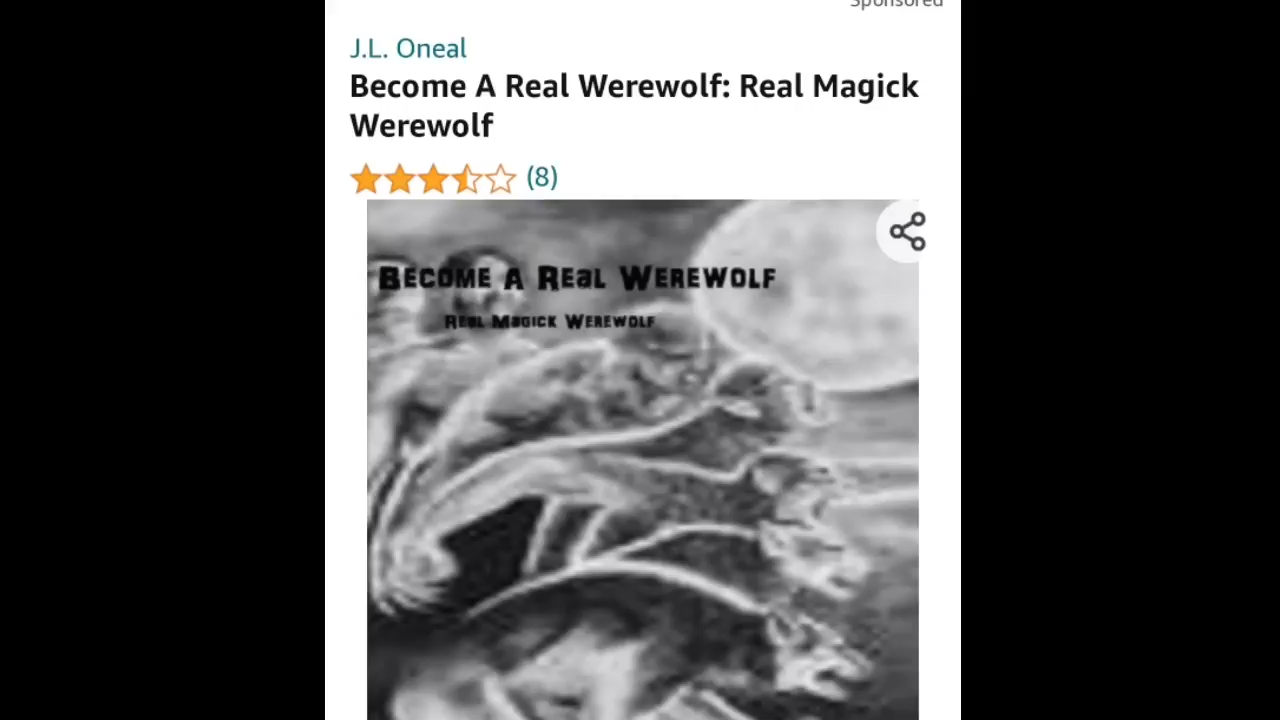 Sponsored
J.L. Oneal
Become A Real Werewolf: Real Magick
Werewolf
(8)
BECOME A REaL WEREWOLF
REaL MaGICK WEREWOLF